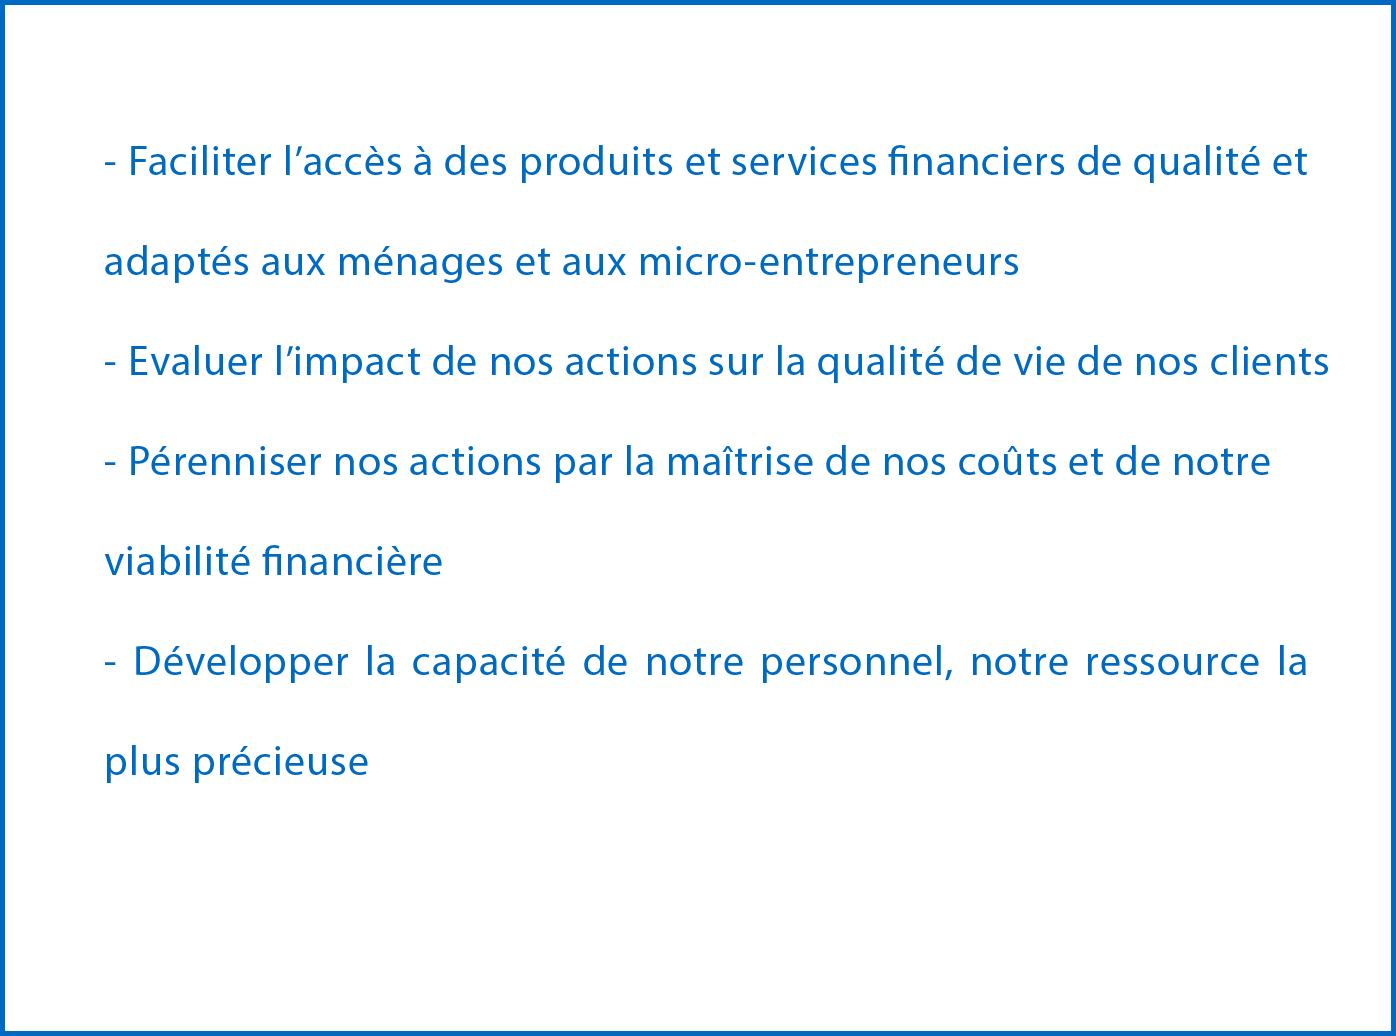 - Faciliter l’accès à des produits et services financiers de qualité et
adaptés aux ménages et aux micro-entrepreneurs
- Evaluer l’impact de nos actions sur la qualité de vie de nos clients
- Pérenniser nos actions par la maîtrise de nos coûts et de notre
viabilité financière
- Développer la capacité de notre personnel, notre ressource la
plus précieuse